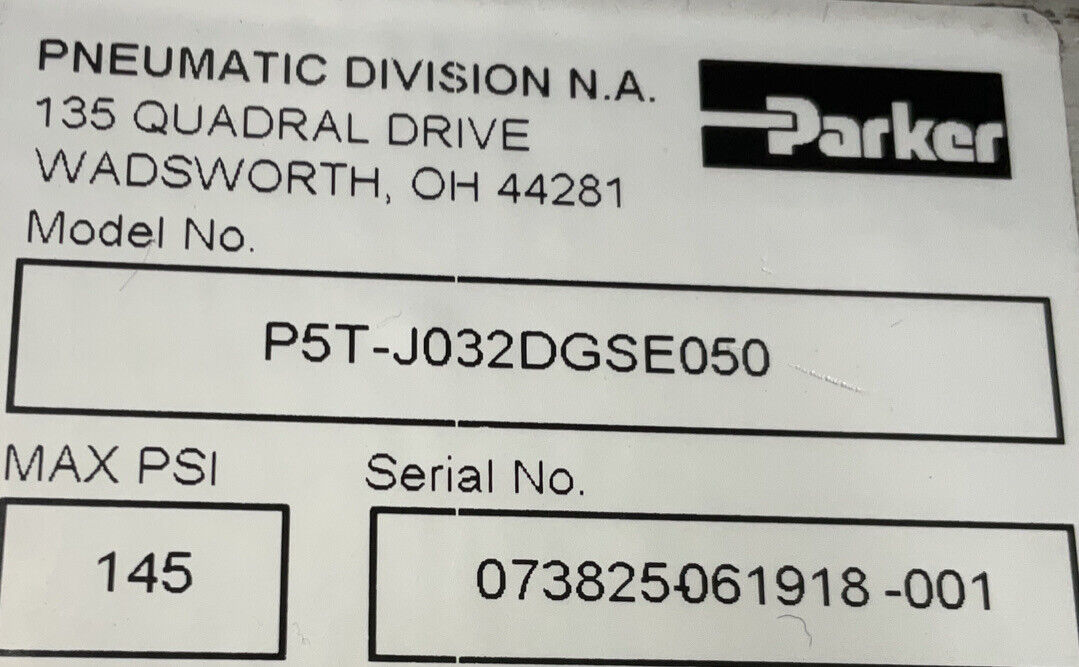 PNEUMATIC DIVISION N.A.
Parker
135 QUADRAL DRIVE
WADSWORTH, OH 44281
Model No.
P5T-J032DGSE050
MAX PSI
Serial No.
145
073825-061918-001